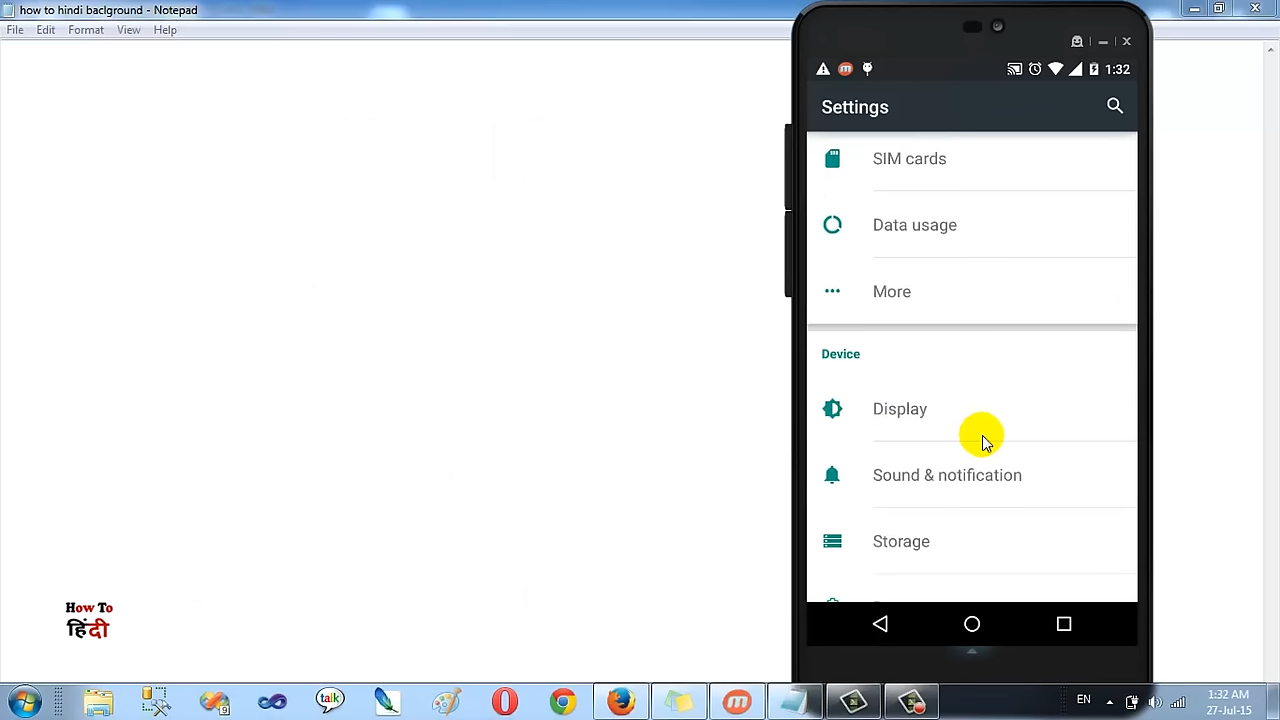 how to hindi baclground - Notepad
File Edit Format View Help
1:32
Settings
SIM cards
Data usage
More
Device
Display
Sound & notification
Storage
How To
हिंदी
talk
EN
1:32 AM
27-Jul-15